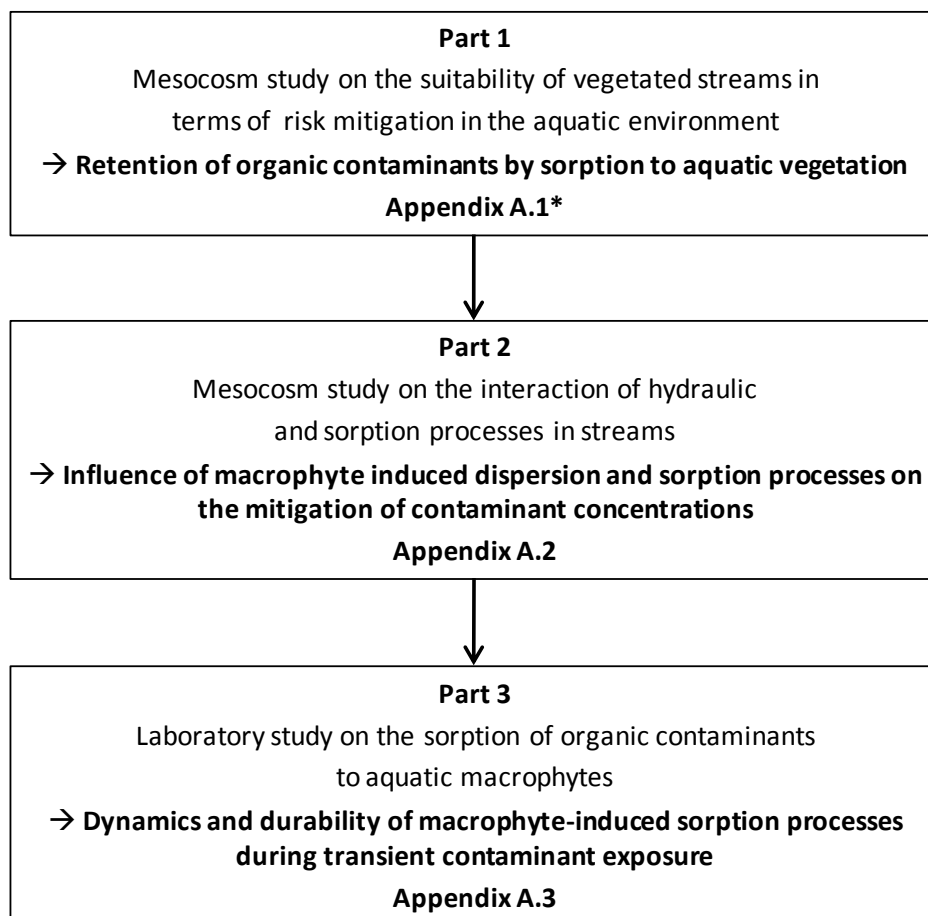 Part 1
Mesocosm study on the suitability of vegetated streams in
terms of risk mitigation in the aquatic environment
→ Retention of organic contaminants by sorption to aquatic vegetation
Appendix A.1*
Part 2
Mesocosm study on the interaction of hydraulic
and sorption processes in streams
→ Influence of macrophyte induced dispersion and sorption processes on
the mitigation of contaminant concentrations
Appendix A.2
Part 3
Laboratory study on the sorption of organic contaminants
to aquatic macrophytes
→ Dynamics and durability of macrophyte-induced sorption processes
during transient contaminant exposure
Appendix A.3